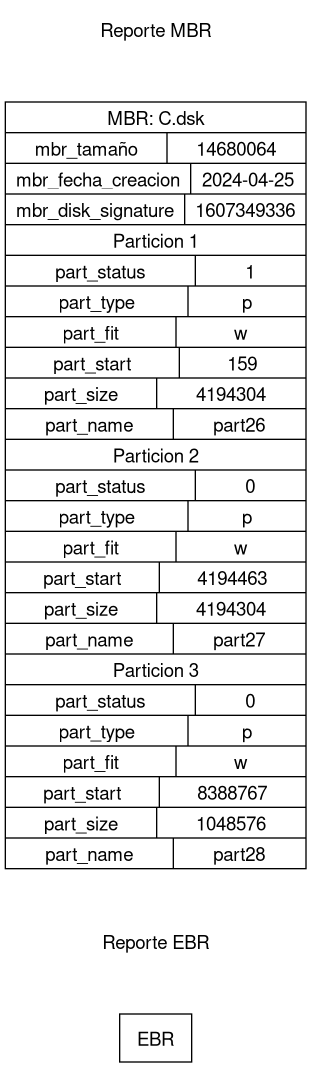 Reporte MBR
MBR: C.dsk
mbr_tamaño 14680064
mbr_fecha_creacion 2024-04-25
mbr_disk_signature 1607349336
Particion 1
part_status 1
part_type p
part_fit w
part_start 159
part_size 4194304
part_name part26
Particion 2
part_status 0
part_type p
part_fit w
part_start 4194463
part_size 4194304
part_name part27
Particion 3
part_status 0
part_type p
part_fit w
part_start 8388767
part_size 1048576
part_name part28
Reporte EBR
EBR